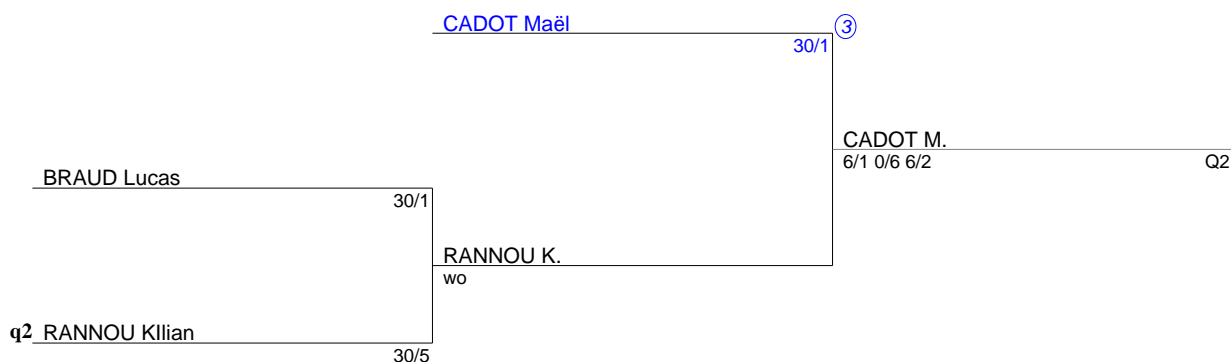 CADOT Maël
30/1
3
CADOT M.
6/1 0/6 6/2
Q2
BRAUD Lucas
30/1
RANNOU K.
wo
q2 RANNOU KIlian
30/5